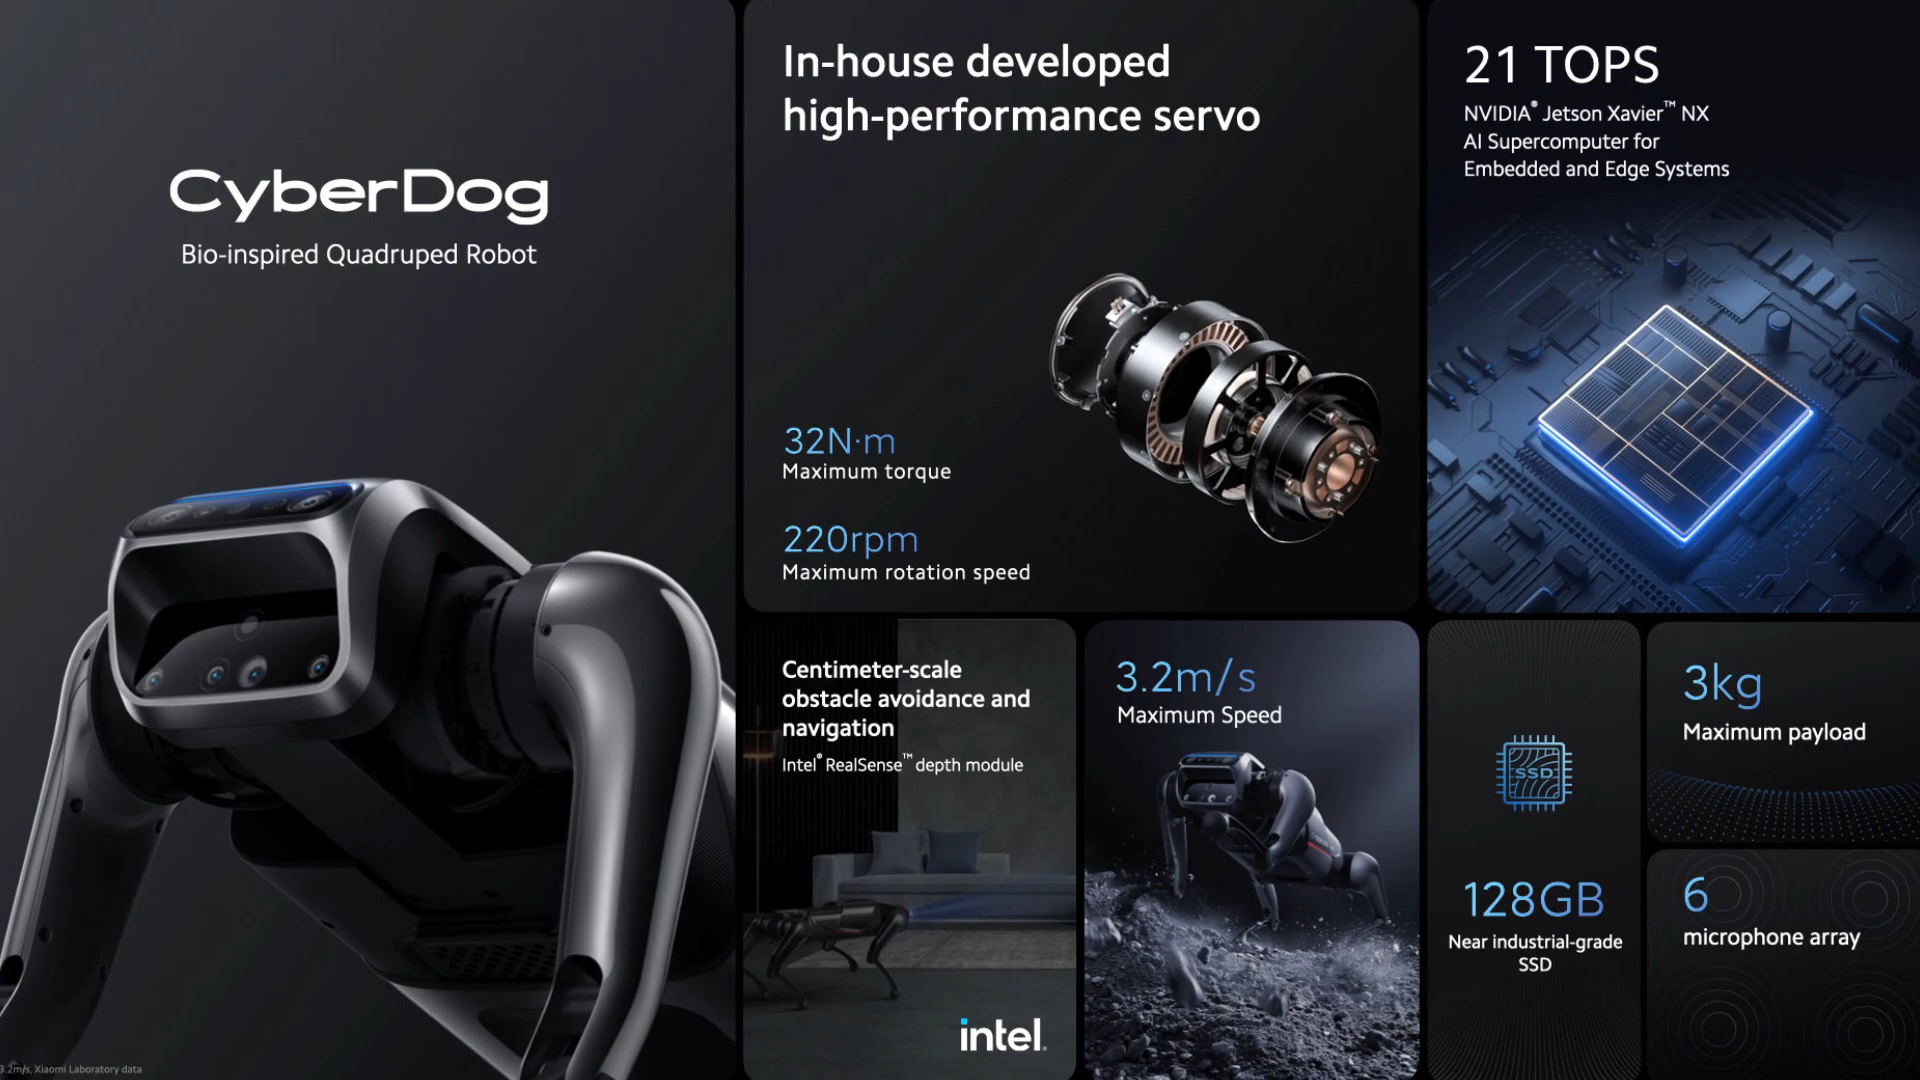 CyberDog
Bio-inspired Quadruped Robot
In-house developed
high-performance servo
32N·m
Maximum torque
220rpm
Maximum rotation speed
21 TOPS
NVIDIA® Jetson Xavier™ NX
AI Supercomputer for
Embedded and Edge Systems
Centimeter-scale
obstacle avoidance and
navigation
Intel® RealSense™ depth module
intel.
3.2m/s
Maximum Speed
SSD
128GB
Near industrial-grade
SSD
3kg
Maximum payload
6
microphone array
3.2m/s, Xiaomi Laboratory data